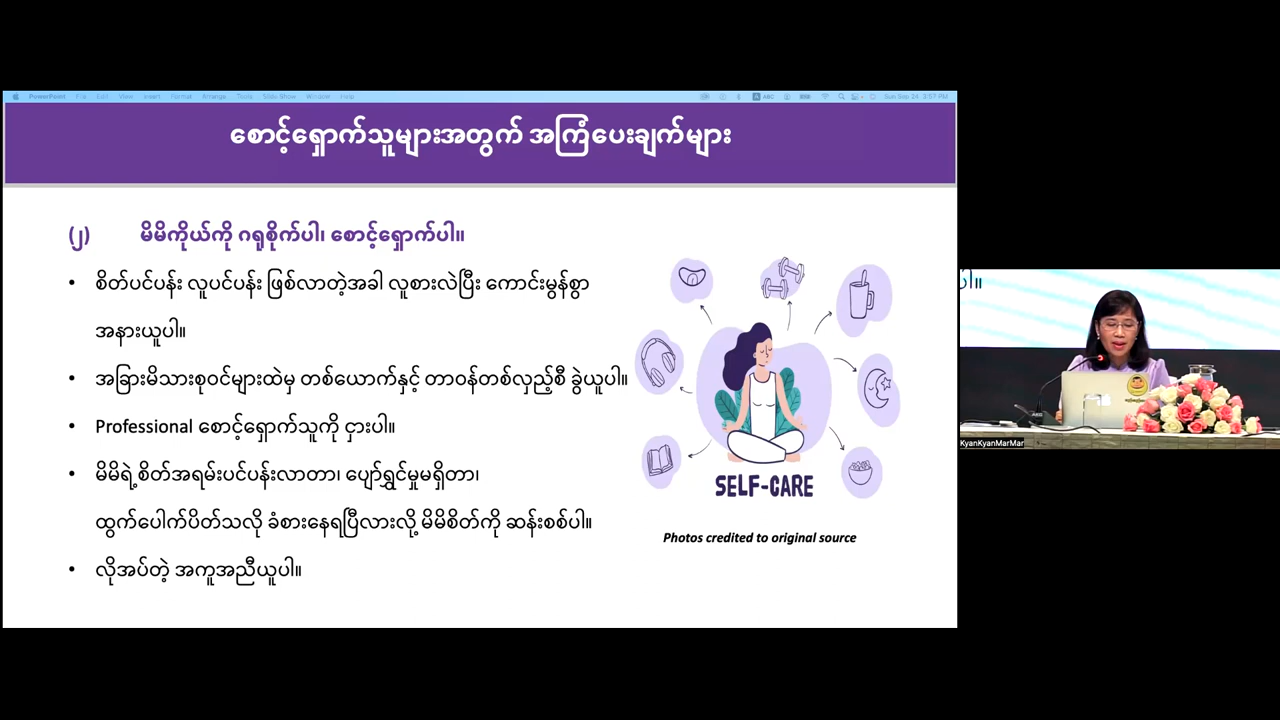 PowerPoint File Edit View Insert Format Arrange Tools Slide Show Window Help ABC Sun Sep 24 3:57 PM
စောင့်ရှောက်သူများအတွက် အကြံပေးချက်များ
(၂) မိမိကိုယ်ကို ဂရုစိုက်ပါ၊ စောင့်ရှောက်ပါ။
• စိတ်ပင်ပန်း လူပင်ပန်း ဖြစ်လာတဲ့အခါ လူစားလဲပြီး ကောင်းမွန်စွာ
အနားယူပါ။
• အခြားမိသားစုဝင်များထဲမှ တစ်ယောက်နှင့် တာဝန်တစ်လှည့်စီ ခွဲယူပါ။
• Professional စောင့်ရှောက်သူကို ငှားပါ။
• မိမိရဲ့စိတ်အရမ်းပင်ပန်းလာတာ၊ ပျော်ရွှင်မှုမရှိတာ၊
ထွက်ပေါက်ပိတ်သလို ခံစားနေရပြီလားလို့ မိမိစိတ်ကို ဆန်းစစ်ပါ။
• လိုအပ်တဲ့ အကူအညီယူပါ။
SELF-CARE
Photos credited to original source
ပါ။
KyanKyanMarMar